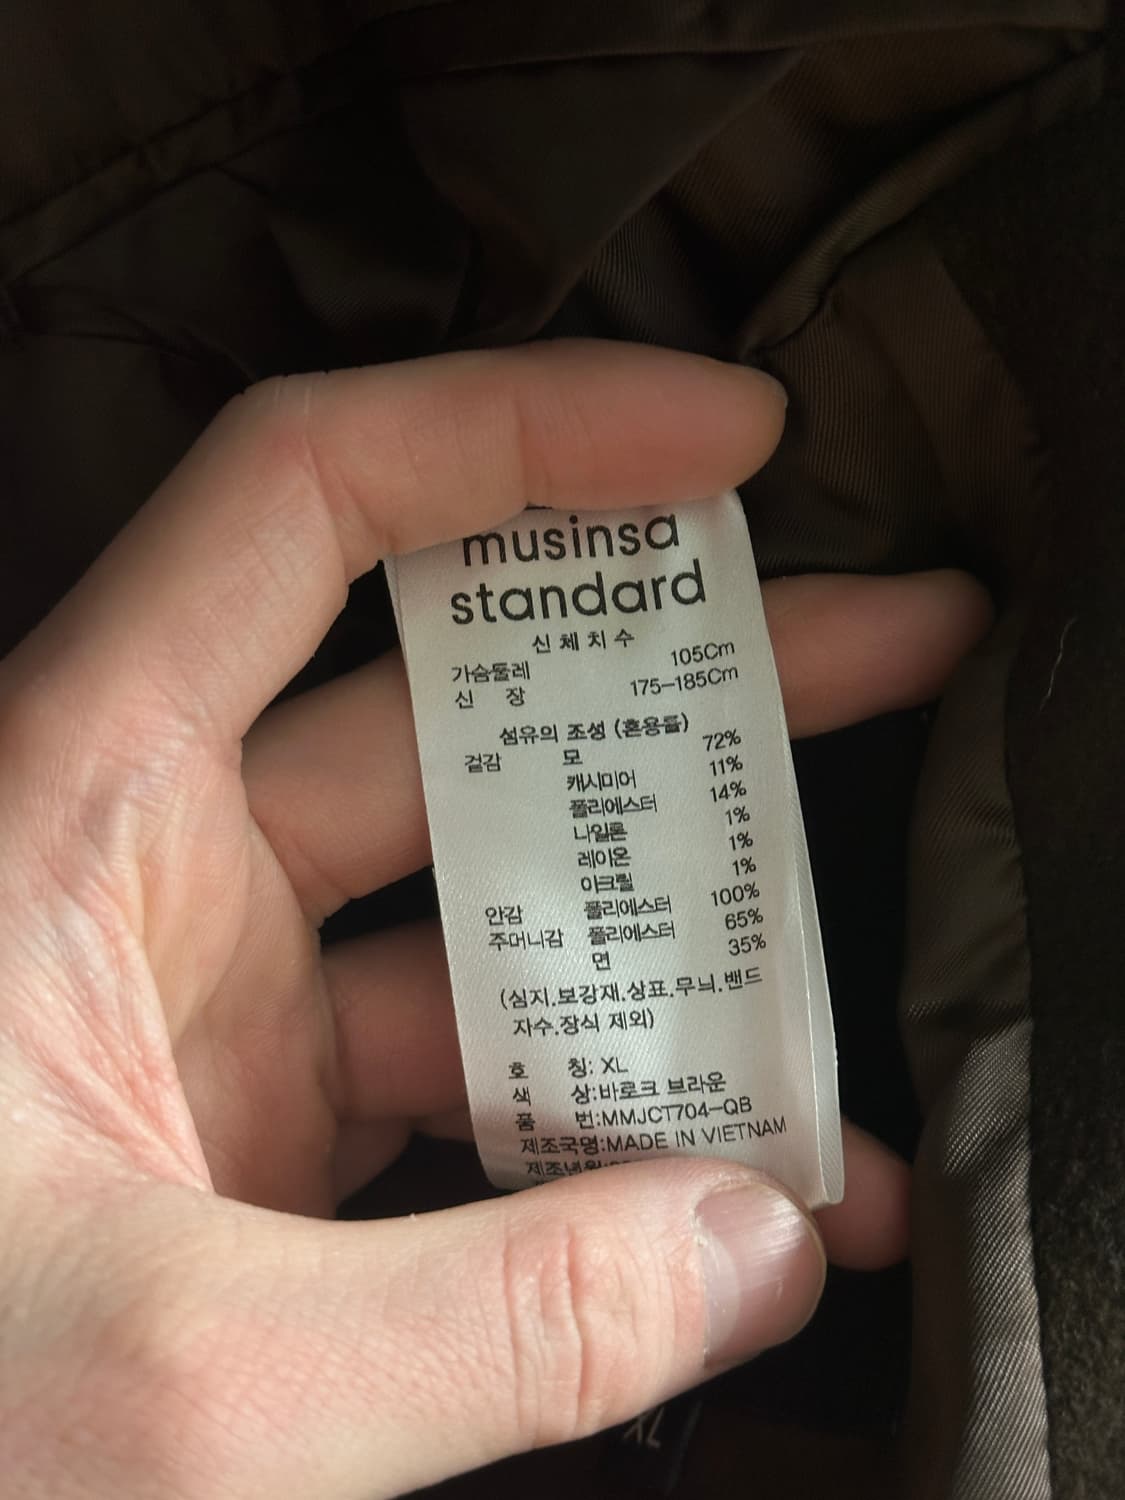 musinsa
standard
신체치수
가슴둘레 105Cm
신 장 175-185Cm
섬유의 조성 (혼용률)
겉감 모 72%
캐시미어 11%
폴리에스터 14%
나일론 1%
레이온 1%
아크릴 1%
안감 폴리에스터 100%
주머니감 폴리에스터 65%
면 35%
(심지.보강재.상표.무늬.밴드
자수.장식 제외)
호 칭: XL
색 상:바로크 브라운
품 번:MMJCT704-QB
제조국명:MADE IN VIETNAM
제조년월:
XL